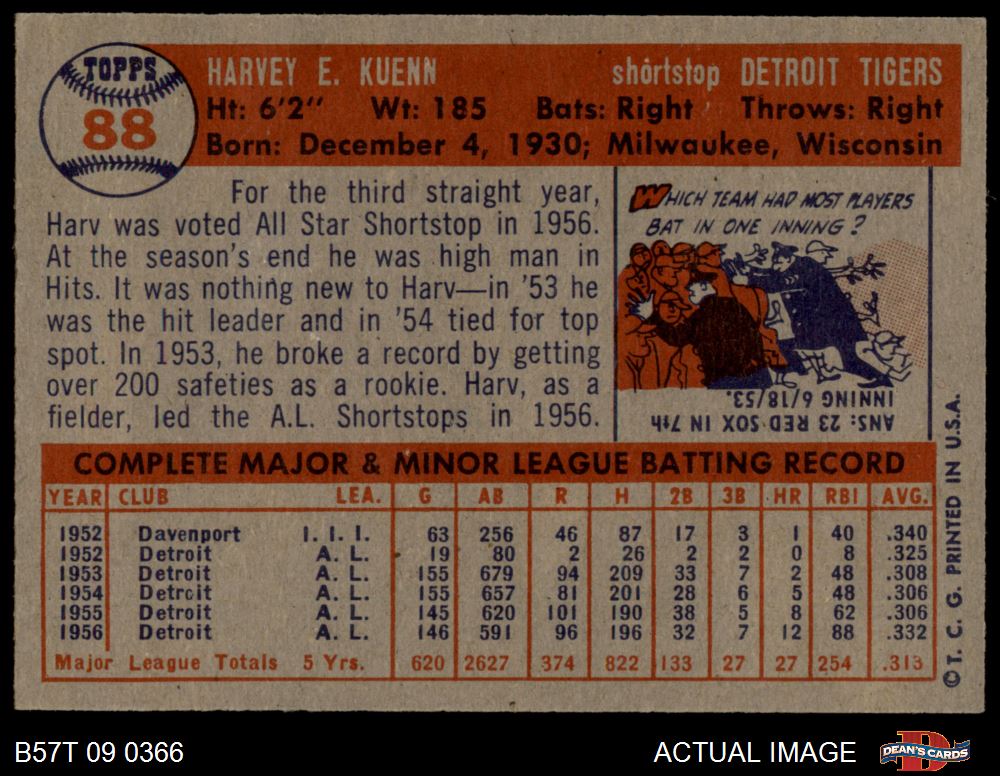 TOPPS
88
HARVEY E. KUENN shortstop DETROIT TIGERS
Ht: 6'2" Wt: 185 Bats: Right Throws: Right
Born: December 4, 1930; Milwaukee, Wisconsin
For the third straight year,
Harv was voted All Star Shortstop in 1956.
At the season's end he was high man in
Hits. It was nothing new to Harv—in '53 he
was the hit leader and in '54 tied for top
spot. In 1953, he broke a record by getting
over 200 safeties as a rookie. Harv, as a
fielder, led the A.L. Shortstops in 1956.
WHICH TEAM HAD MOST PLAYERS
BAT IN ONE INNING?
ANS: 23 RED SOX IN 7th
INNING 6/18/53.
COMPLETE MAJOR & MINOR LEAGUE BATTING RECORD
YEAR CLUB LEA. G AB R H 2B 3B HR RBI AVG.
1952 Davenport I. I. I. 63 256 46 87 17 3 1 40 .340
1952 Detroit A. L. 19 80 2 26 2 2 0 8 .325
1953 Detroit A. L. 155 679 94 209 33 7 2 48 .308
1954 Detroit A. L. 155 657 81 201 28 6 5 48 .306
1955 Detroit A. L. 145 620 101 190 38 5 8 62 .306
1956 Detroit A. L. 146 591 96 196 32 7 12 88 .332
Major League Totals 5 Yrs. 620 2627 374 822 133 27 27 254 .313
© T. C. G. PRINTED IN U.S.A.
B57T 09 0366 ACTUAL IMAGE DEAN'S CARDS